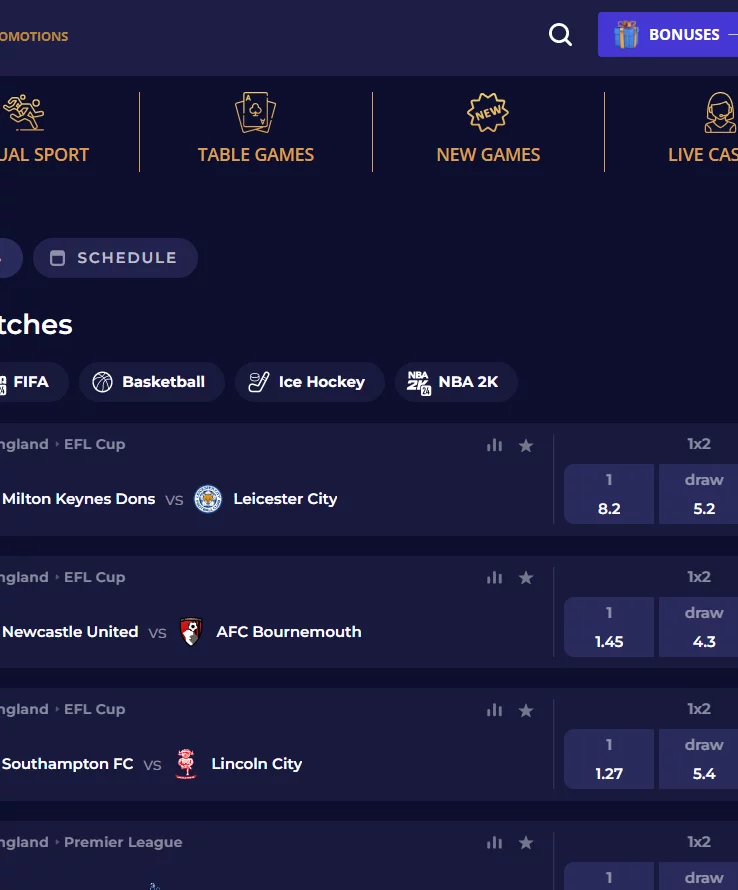 OMOTIONS
BONUSES
UAL SPORT
TABLE GAMES
NEW
NEW GAMES
LIVE CAS
SCHEDULE
tches
FIFA
Basketball
Ice Hockey
NBA 2K 24
NBA 2K
ngland EFL Cup
1x2
Milton Keynes Dons vs Leicester City
1
8.2
draw
5.2
ngland EFL Cup
1x2
Newcastle United vs AFC Bournemouth
1
1.45
draw
4.3
ngland EFL Cup
1x2
Southampton FC vs Lincoln City
1
1.27
draw
5.4
ngland Premier League
1x2
1
draw